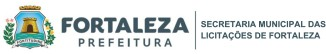 FORTALEZA
PREFEITURA
SECRETARIA MUNICIPAL DAS
LICITAÇÕES DE FORTALEZA